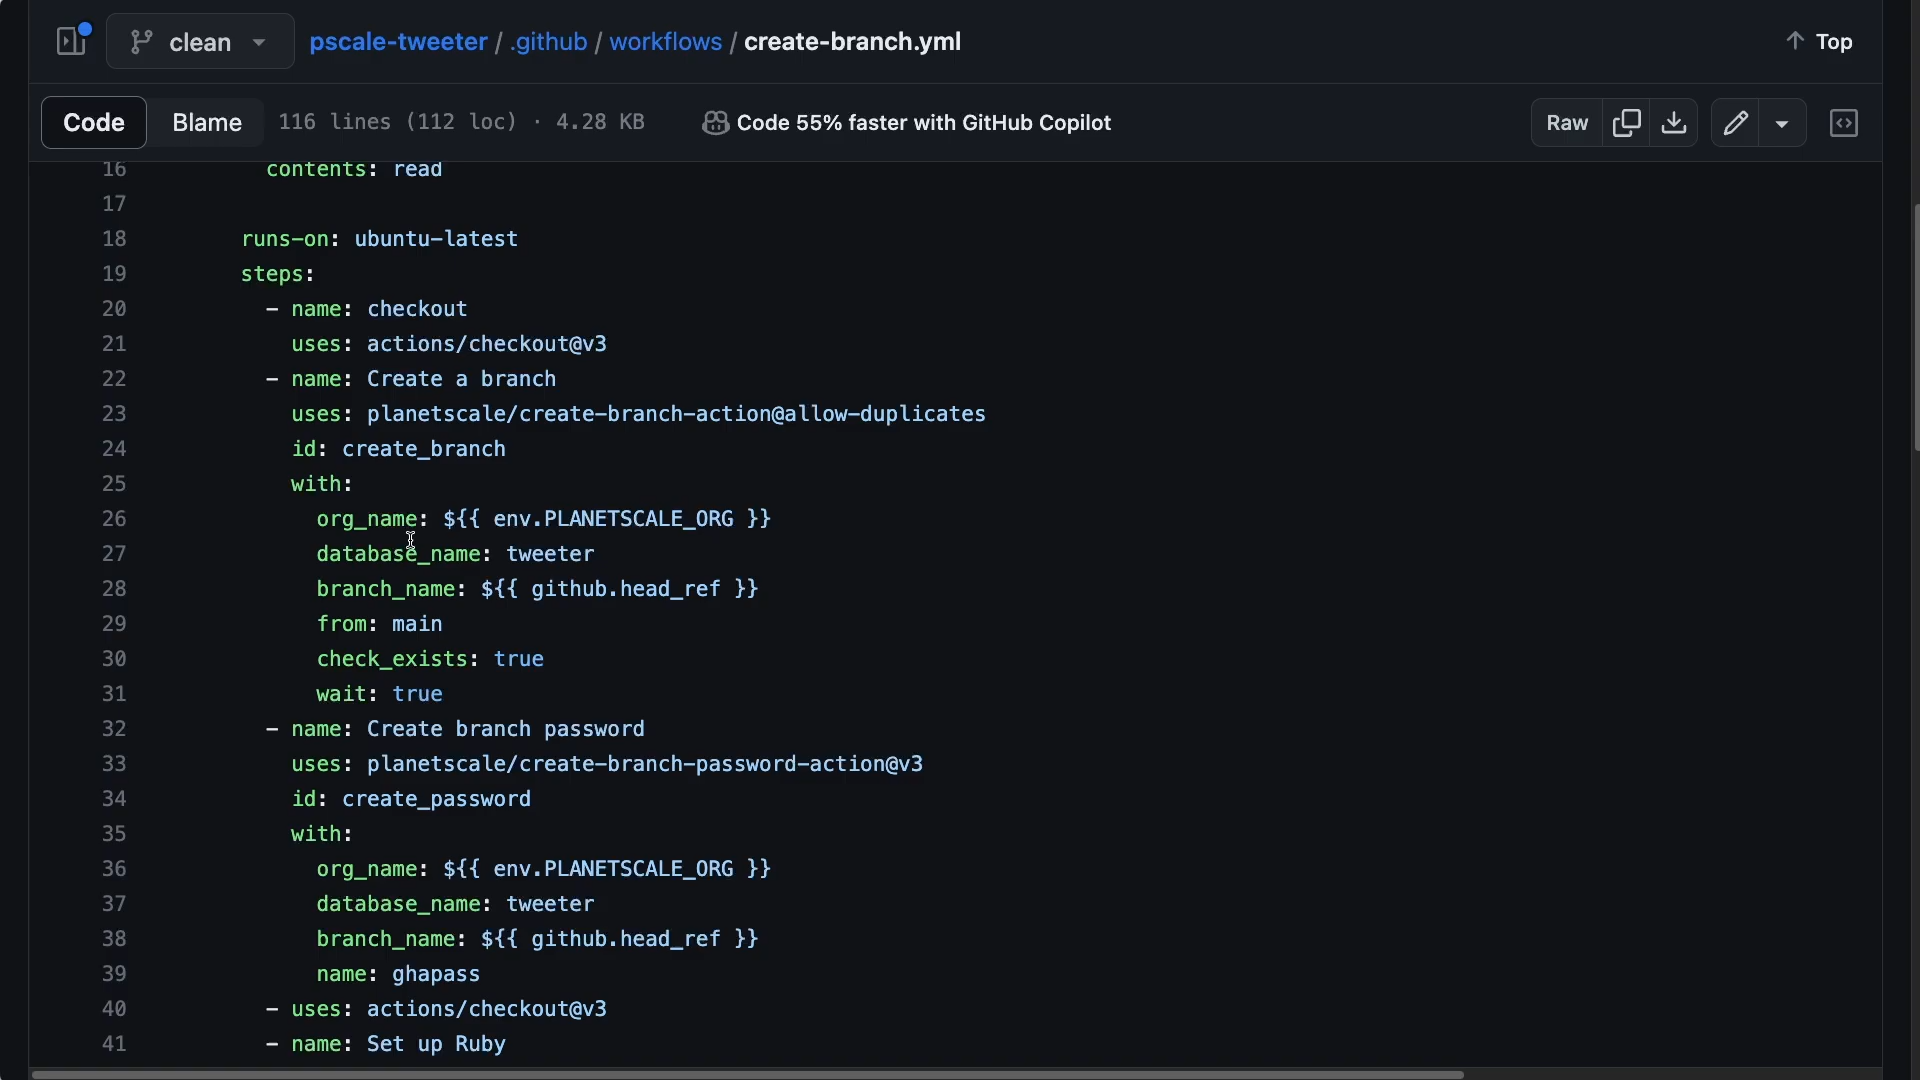 clean
pscale-tweeter / .github / workflows / create-branch.yml
Top
Code
Blame
116 lines (112 loc) · 4.28 KB
Code 55% faster with GitHub Copilot
Raw
16 contents: read
17
18 runs-on: ubuntu-latest
19 steps:
20 - name: checkout
21 uses: actions/checkout@v3
22 - name: Create a branch
23 uses: planetscale/create-branch-action@allow-duplicates
24 id: create_branch
25 with:
26 org_name: ${{ env.PLANETSCALE_ORG }}
27 database_name: tweeter
28 branch_name: ${{ github.head_ref }}
29 from: main
30 check_exists: true
31 wait: true
32 - name: Create branch password
33 uses: planetscale/create-branch-password-action@v3
34 id: create_password
35 with:
36 org_name: ${{ env.PLANETSCALE_ORG }}
37 database_name: tweeter
38 branch_name: ${{ github.head_ref }}
39 name: ghapass
40 - uses: actions/checkout@v3
41 - name: Set up Ruby